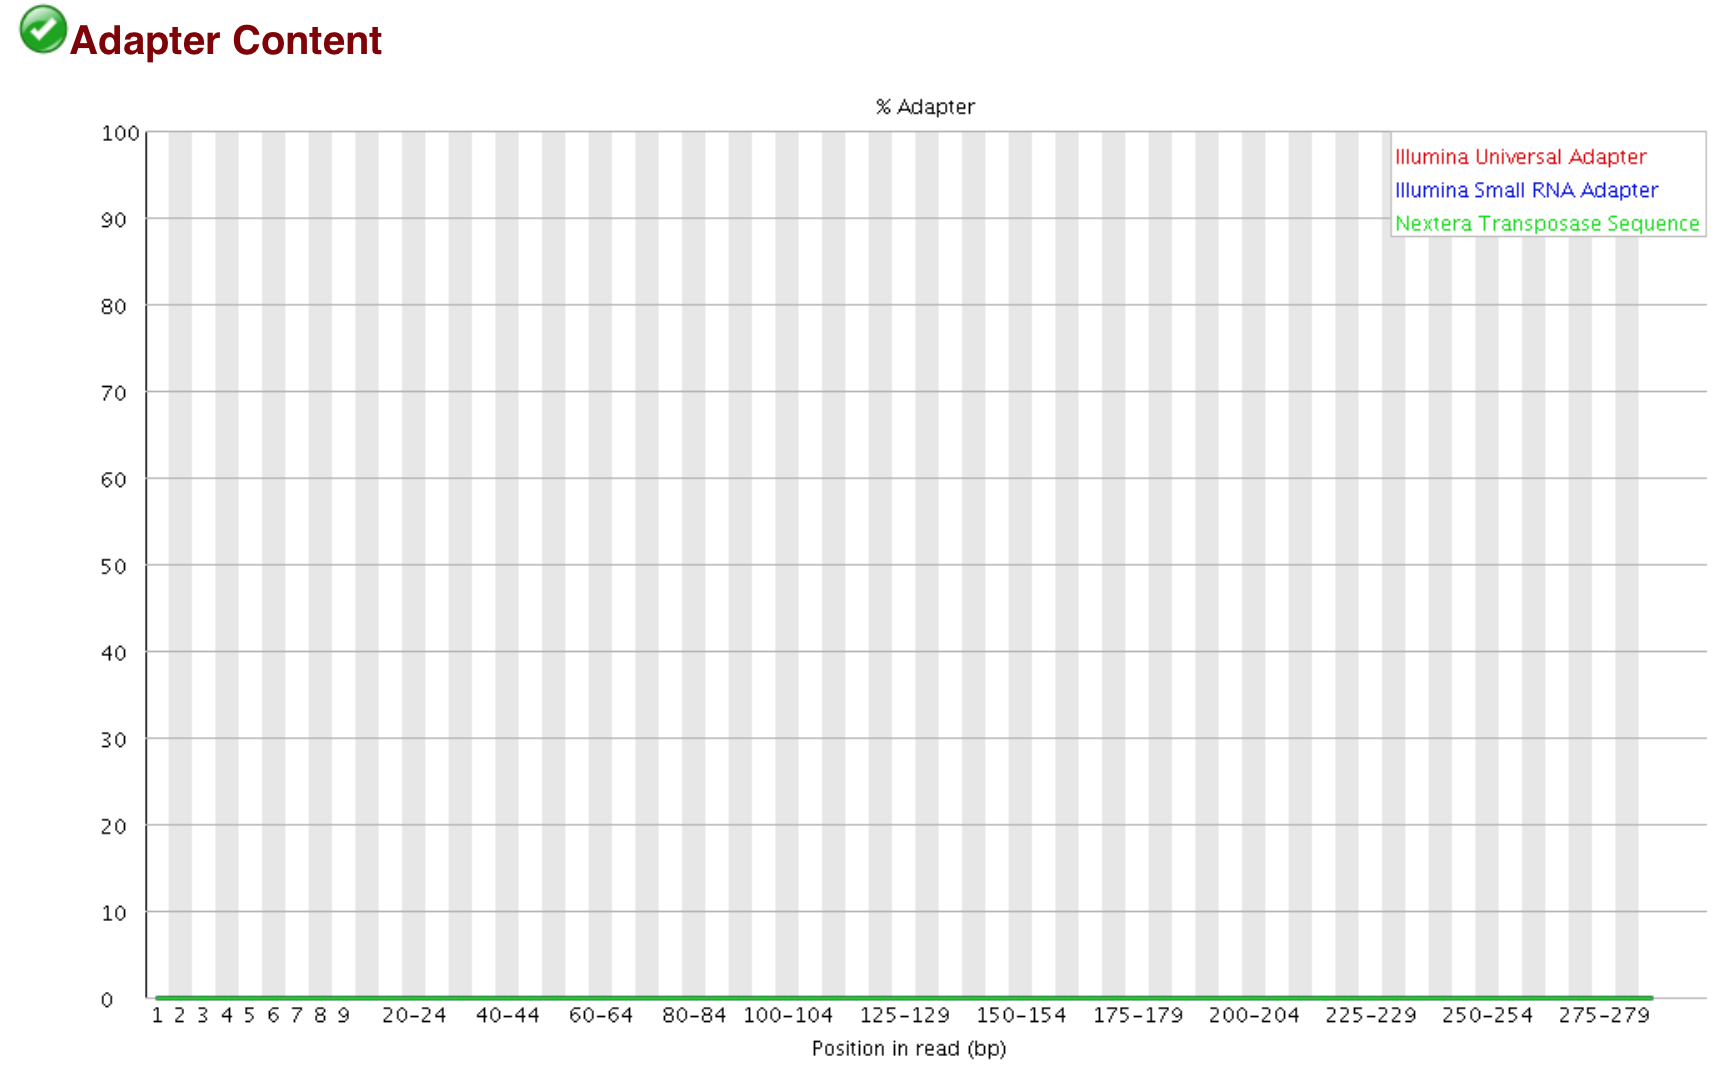 Adapter Content
% Adapter
100
90
80
70
60
50
40
30
20
10
0
Illumina Universal Adapter
Illumina Small RNA Adapter
Nextera Transposase Sequence
1 2 3 4 5 6 7 8 9 20-24 40-44 60-64 80-84 100-104 125-129 150-154 175-179 200-204 225-229 250-254 275-279
Position in read (bp)